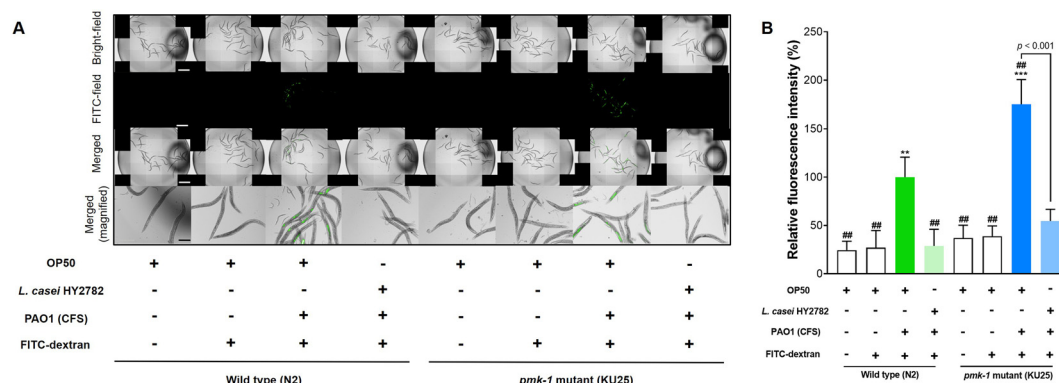 A
Bright-field
FITC-field
Merged
Merged
(magnified)
OP50 + + + - + + + -
L. casei HY2782 - - - + - - - +
PAO1 (CFS) - - + + - - + +
FITC-dextran - + + + - + + +
Wild type (N2) pmk-1 mutant (KU25)
B
Relative fluorescence intensity (%)
250
200
150
100
50
0
p < 0.001
##
***
**
## ## ## ## ##
OP50 + + + - + + + -
L. casei HY2782 - - - + - - - +
PAO1 (CFS) - - + + - - + +
FITC-dextran - + + + - + + +
Wild type (N2) pmk-1 mutant (KU25)